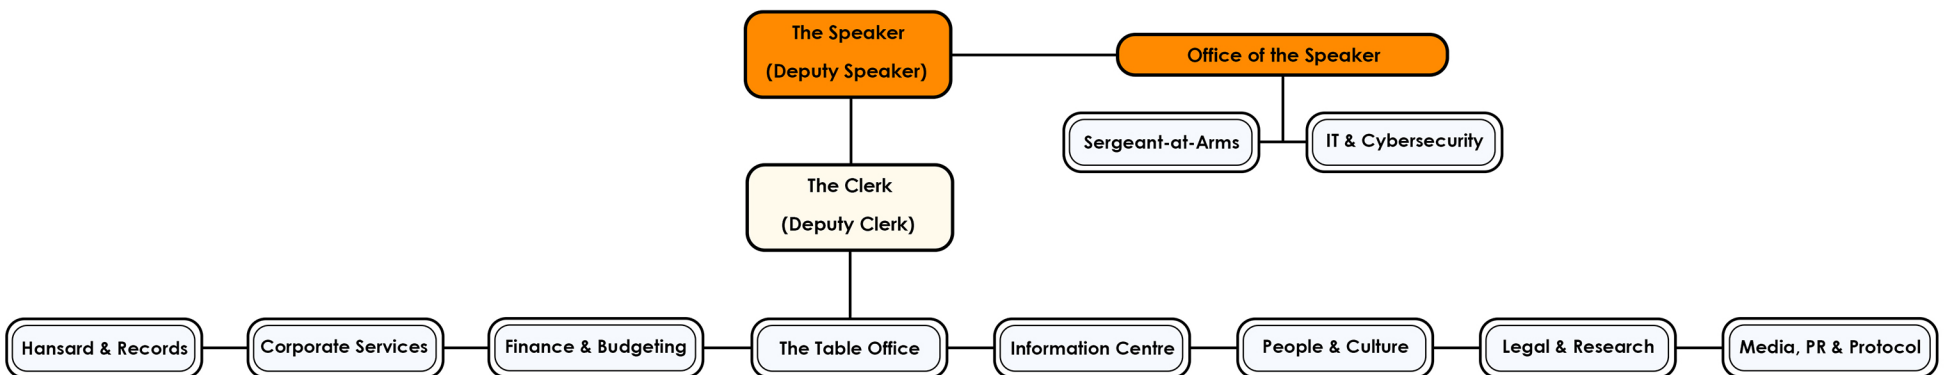 The Speaker
(Deputy Speaker)
Office of the Speaker
Sergeant-at-Arms
IT & Cybersecurity
The Clerk
(Deputy Clerk)
Hansard & Records
Corporate Services
Finance & Budgeting
The Table Office
Information Centre
People & Culture
Legal & Research
Media, PR & Protocol